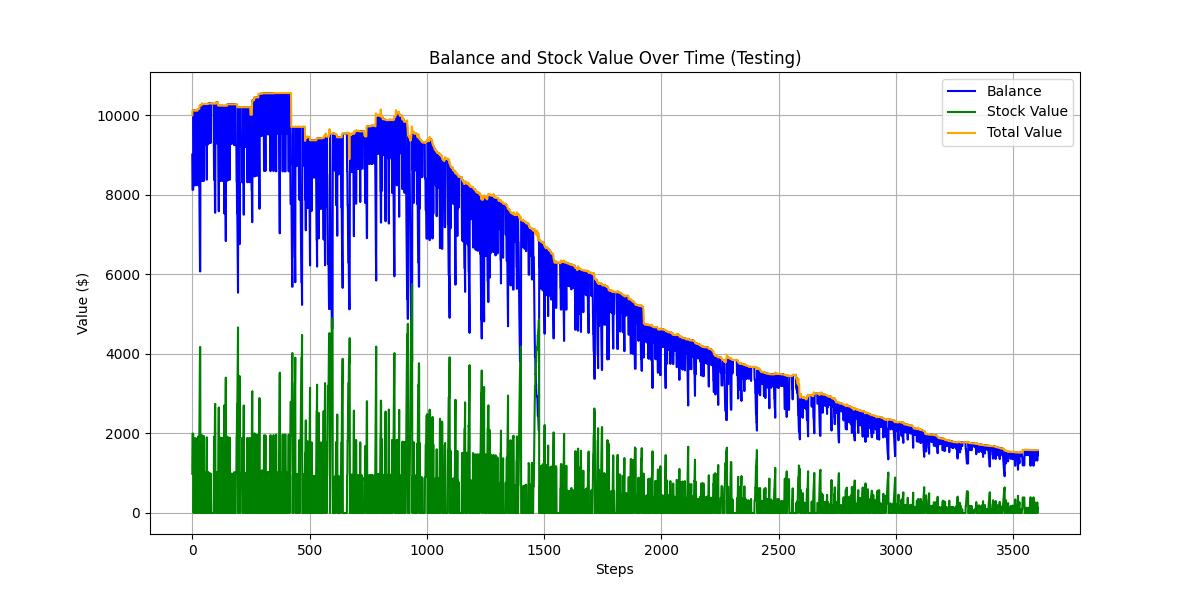 Balance and Stock Value Over Time (Testing)
Balance
Stock Value
Total Value
Value ($)
10000
8000
6000
4000
2000
0
0 500 1000 1500 2000 2500 3000 3500
Steps